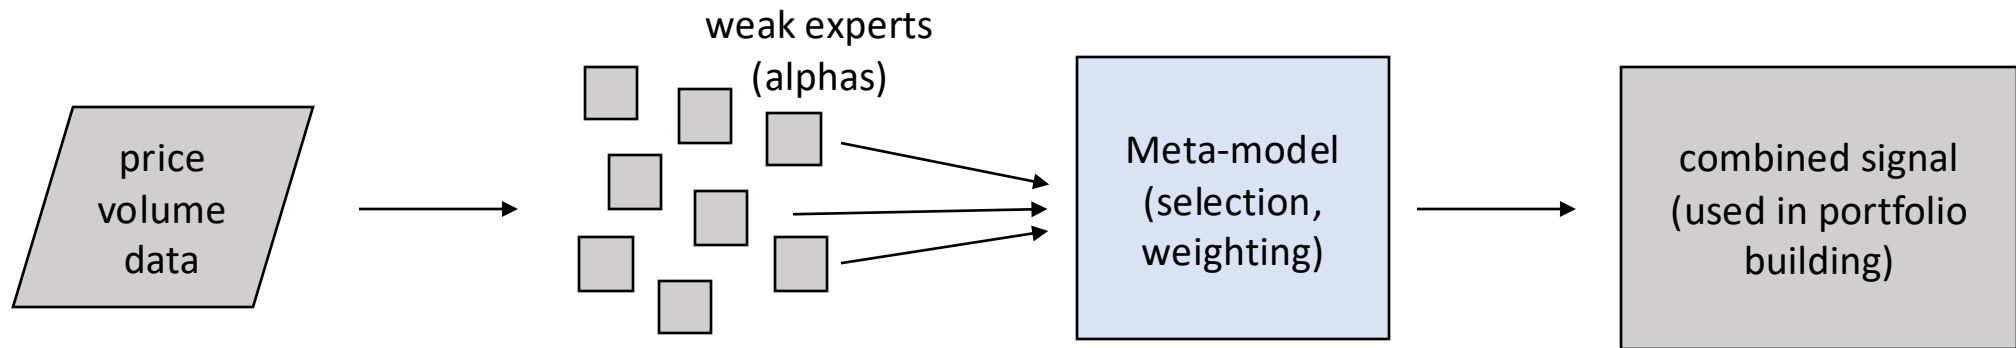 price
volume
data
weak experts
(alphas)
Meta-model
(selection,
weighting)
combined signal
(used in portfolio
building)